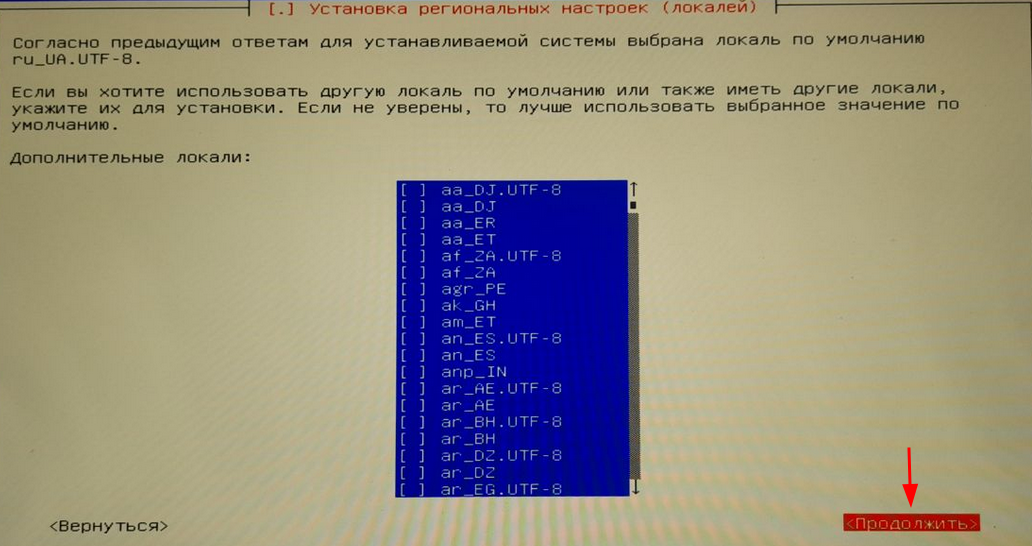 [.] Установка региональных настроек (локалей)
Согласно предыдущим ответам для устанавливаемой системы выбрана локаль по умолчанию
ru_UA.UTF-8.
Если вы хотите использовать другую локаль по умолчанию или также иметь другие локали,
укажите их для установки. Если не уверены, то лучше использовать выбранное значение по
умолчанию.
Дополнительные локали:
[ ] aa_DJ.UTF-8
[ ] aa_DJ
[ ] aa_ER
[ ] aa_ET
[ ] af_ZA.UTF-8
[ ] af_ZA
[ ] agr_PE
[ ] ak_GH
[ ] am_ET
[ ] an_ES.UTF-8
[ ] an_ES
[ ] anp_IN
[ ] ar_AE.UTF-8
[ ] ar_AE
[ ] ar_BH.UTF-8
[ ] ar_BH
[ ] ar_DZ.UTF-8
[ ] ar_DZ
[ ] ar_EG.UTF-8
<Вернуться> <Продолжить>